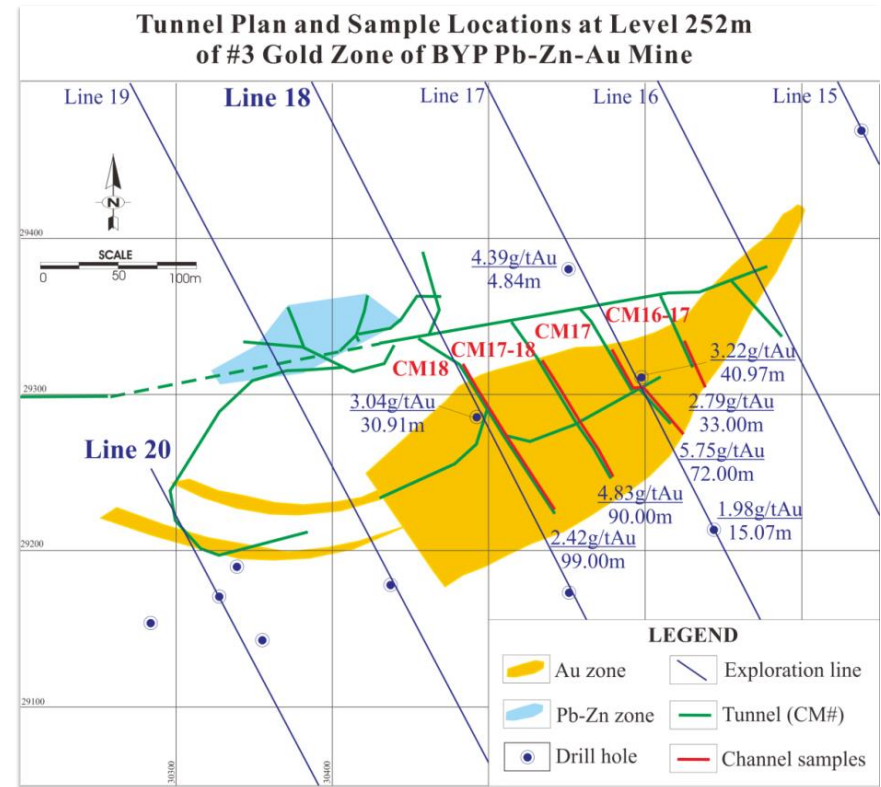 Tunnel Plan and Sample Locations at Level 252m
of #3 Gold Zone of BYP Pb-Zn-Au Mine
Line 19
Line 18
Line 17
Line 16
Line 15
N
29400
SCALE
0 50 100m
4.39g/tAu
4.84m
CM16-17
CM17
CM17-18
CM18
3.22g/tAu
40.97m
29300
3.04g/tAu
30.91m
2.79g/tAu
33.00m
Line 20
5.75g/tAu
72.00m
4.83g/tAu
90.00m
1.98g/tAu
15.07m
2.42g/tAu
99.00m
29200
LEGEND
Au zone
Exploration line
Pb-Zn zone
Tunnel (CM#)
Drill hole
Channel samples
29100
30300
30400